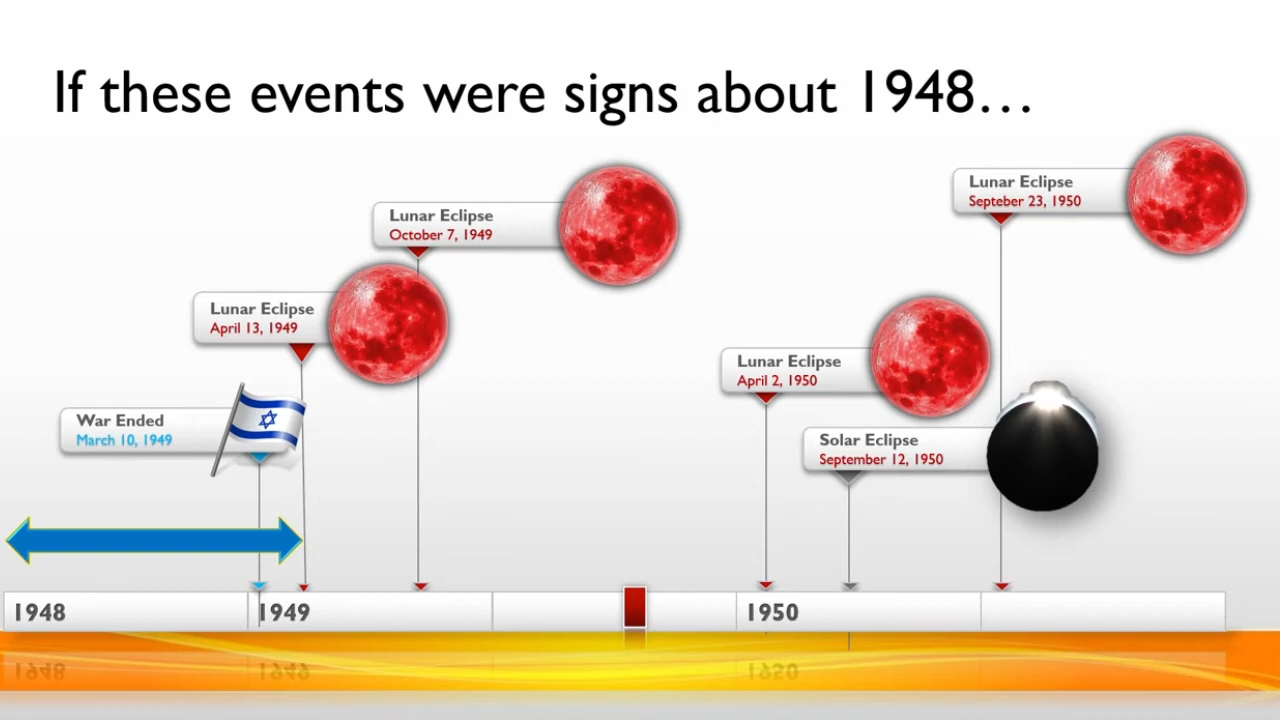 If these events were signs about 1948...
Lunar Eclipse
Septeber 23, 1950
Lunar Eclipse
October 7, 1949
Lunar Eclipse
April 13, 1949
Lunar Eclipse
April 2, 1950
War Ended
March 10, 1949
Solar Eclipse
September 12, 1950
1948
1949
1950